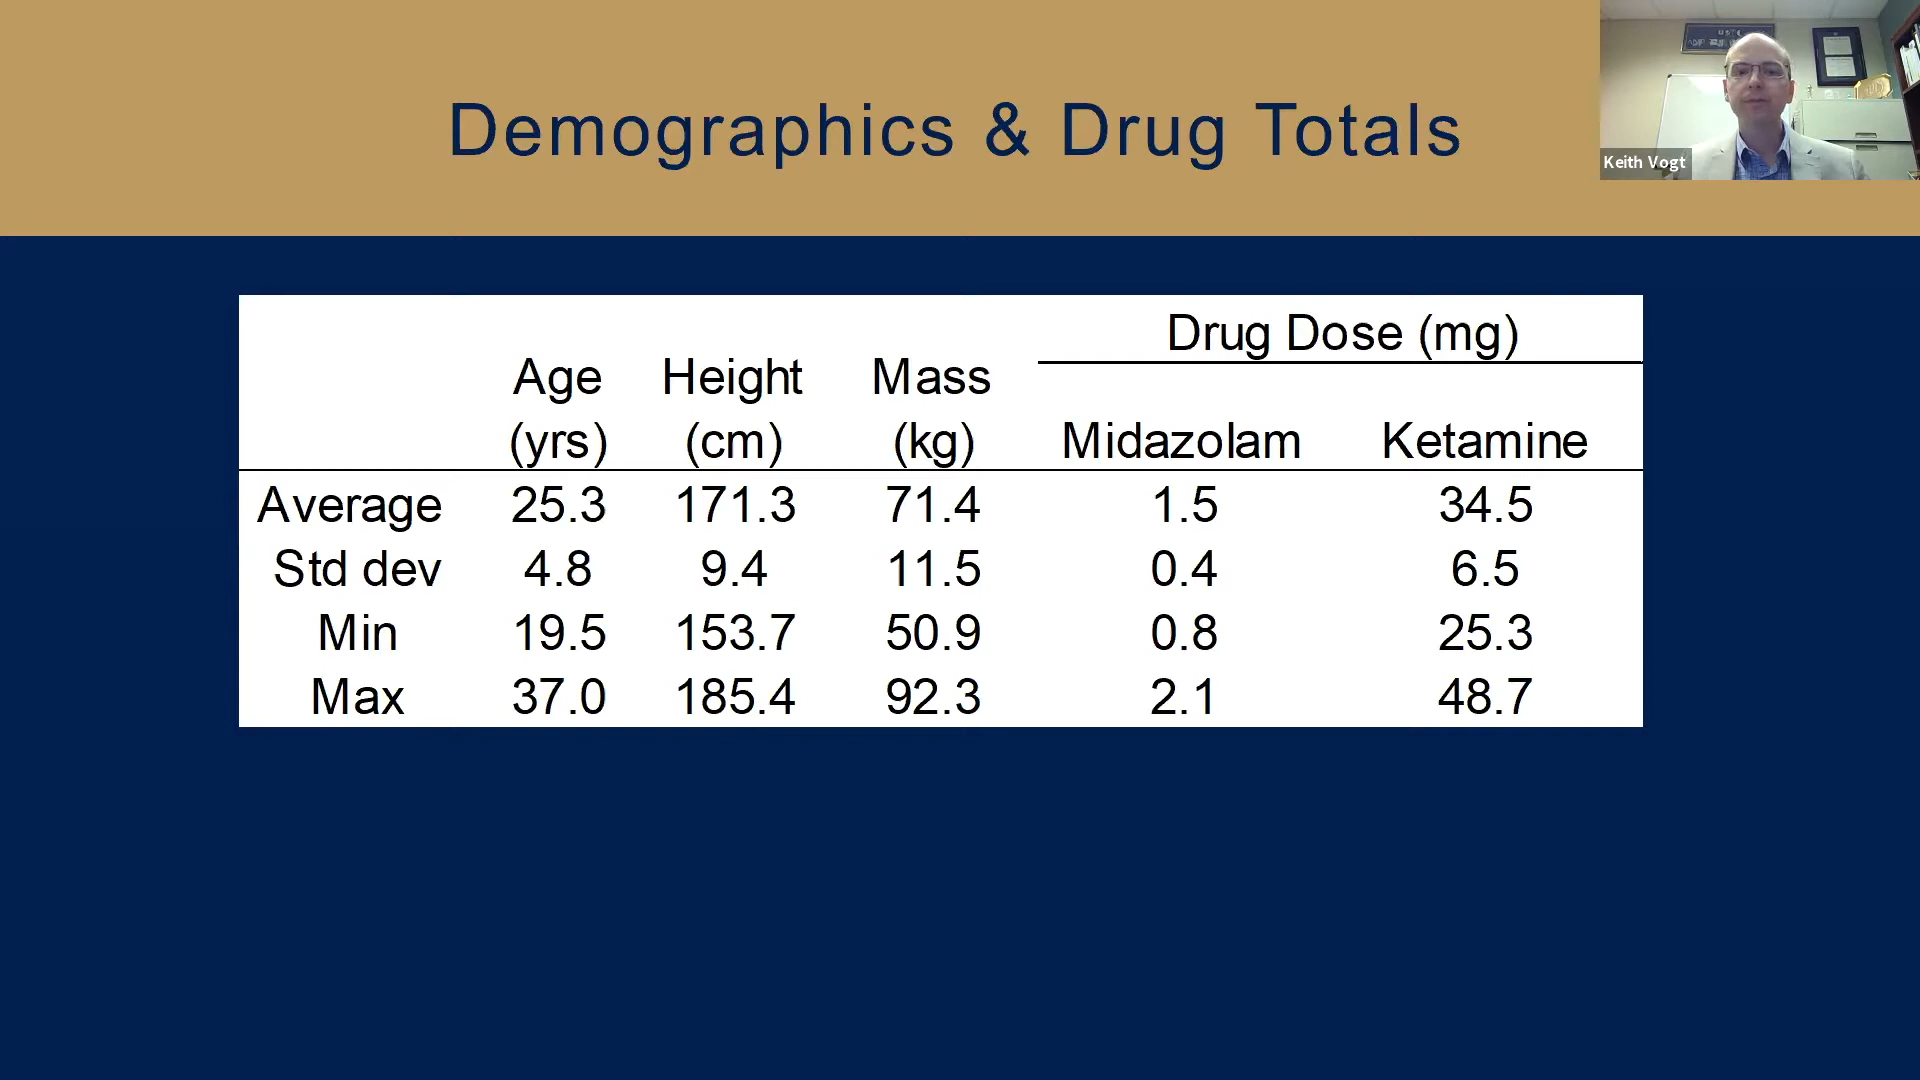 Demographics & Drug Totals
Keith Vogt
Drug Dose (mg)
Age Height Mass
(yrs) (cm) (kg) Midazolam Ketamine
Average 25.3 171.3 71.4 1.5 34.5
Std dev 4.8 9.4 11.5 0.4 6.5
Min 19.5 153.7 50.9 0.8 25.3
Max 37.0 185.4 92.3 2.1 48.7